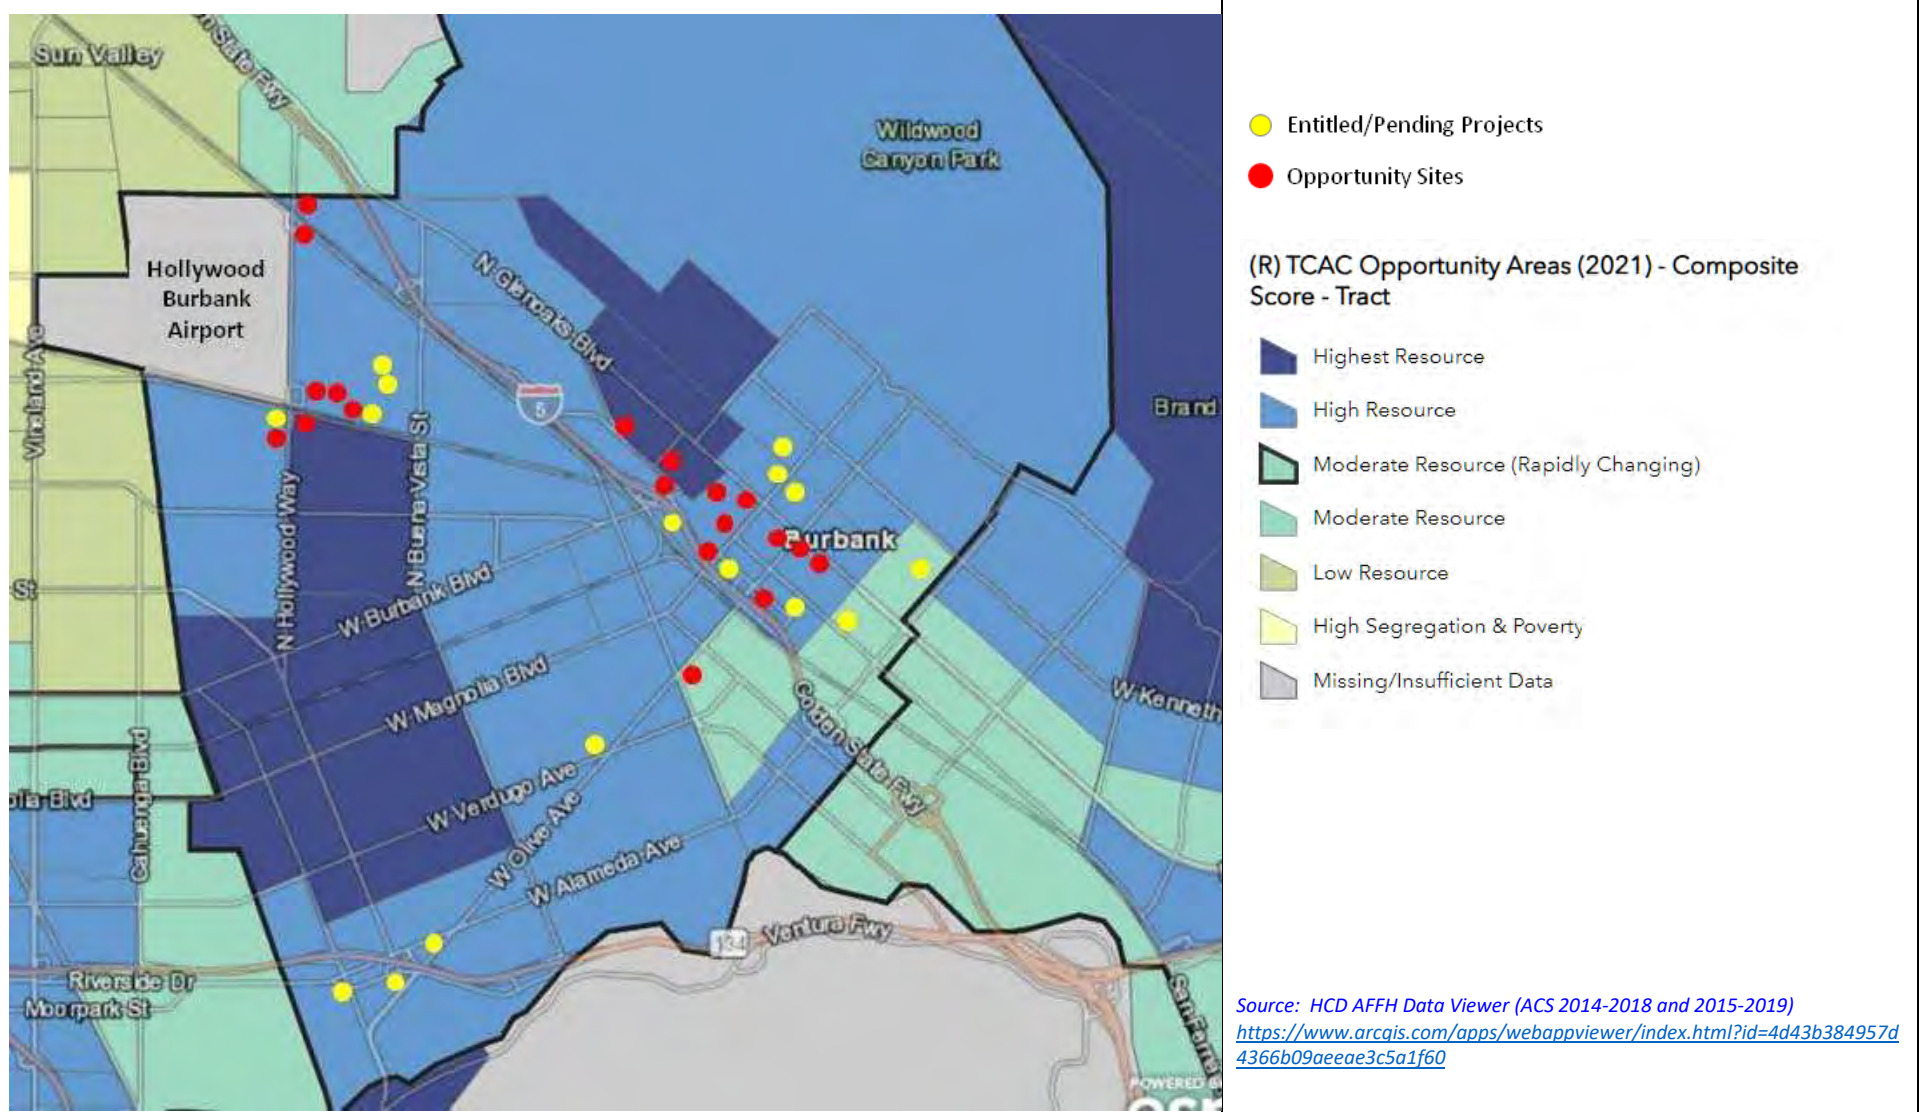 Sun Valley
n State Fwy
Wildwood
Canyon Park
Hollywood
Burbank
Airport
N Glenoaks Blvd
5
Vineland Ave
N Buena Vista St
Brand
N Hollywood Way
Burbank
St
W Burbank Blvd
W Magnolia Blvd
W Kenneth
Golden State Fwy
Cahuenga Blvd
olia Blvd
W Verdugo Ave
W Olive Ave
W Alameda Ave
134
Ventura Fwy
Riverside Dr
Moorpark St
POWERED
Entitled/Pending Projects
Opportunity Sites
(R) TCAC Opportunity Areas (2021) - Composite
Score - Tract
Highest Resource
High Resource
Moderate Resource (Rapidly Changing)
Moderate Resource
Low Resource
High Segregation & Poverty
Missing/Insufficient Data
Source: HCD AFFH Data Viewer (ACS 2014-2018 and 2015-2019)
https://www.arcgis.com/apps/webappviewer/index.html?id=4d43b384957d
4366b09aeeae3c5a1f60